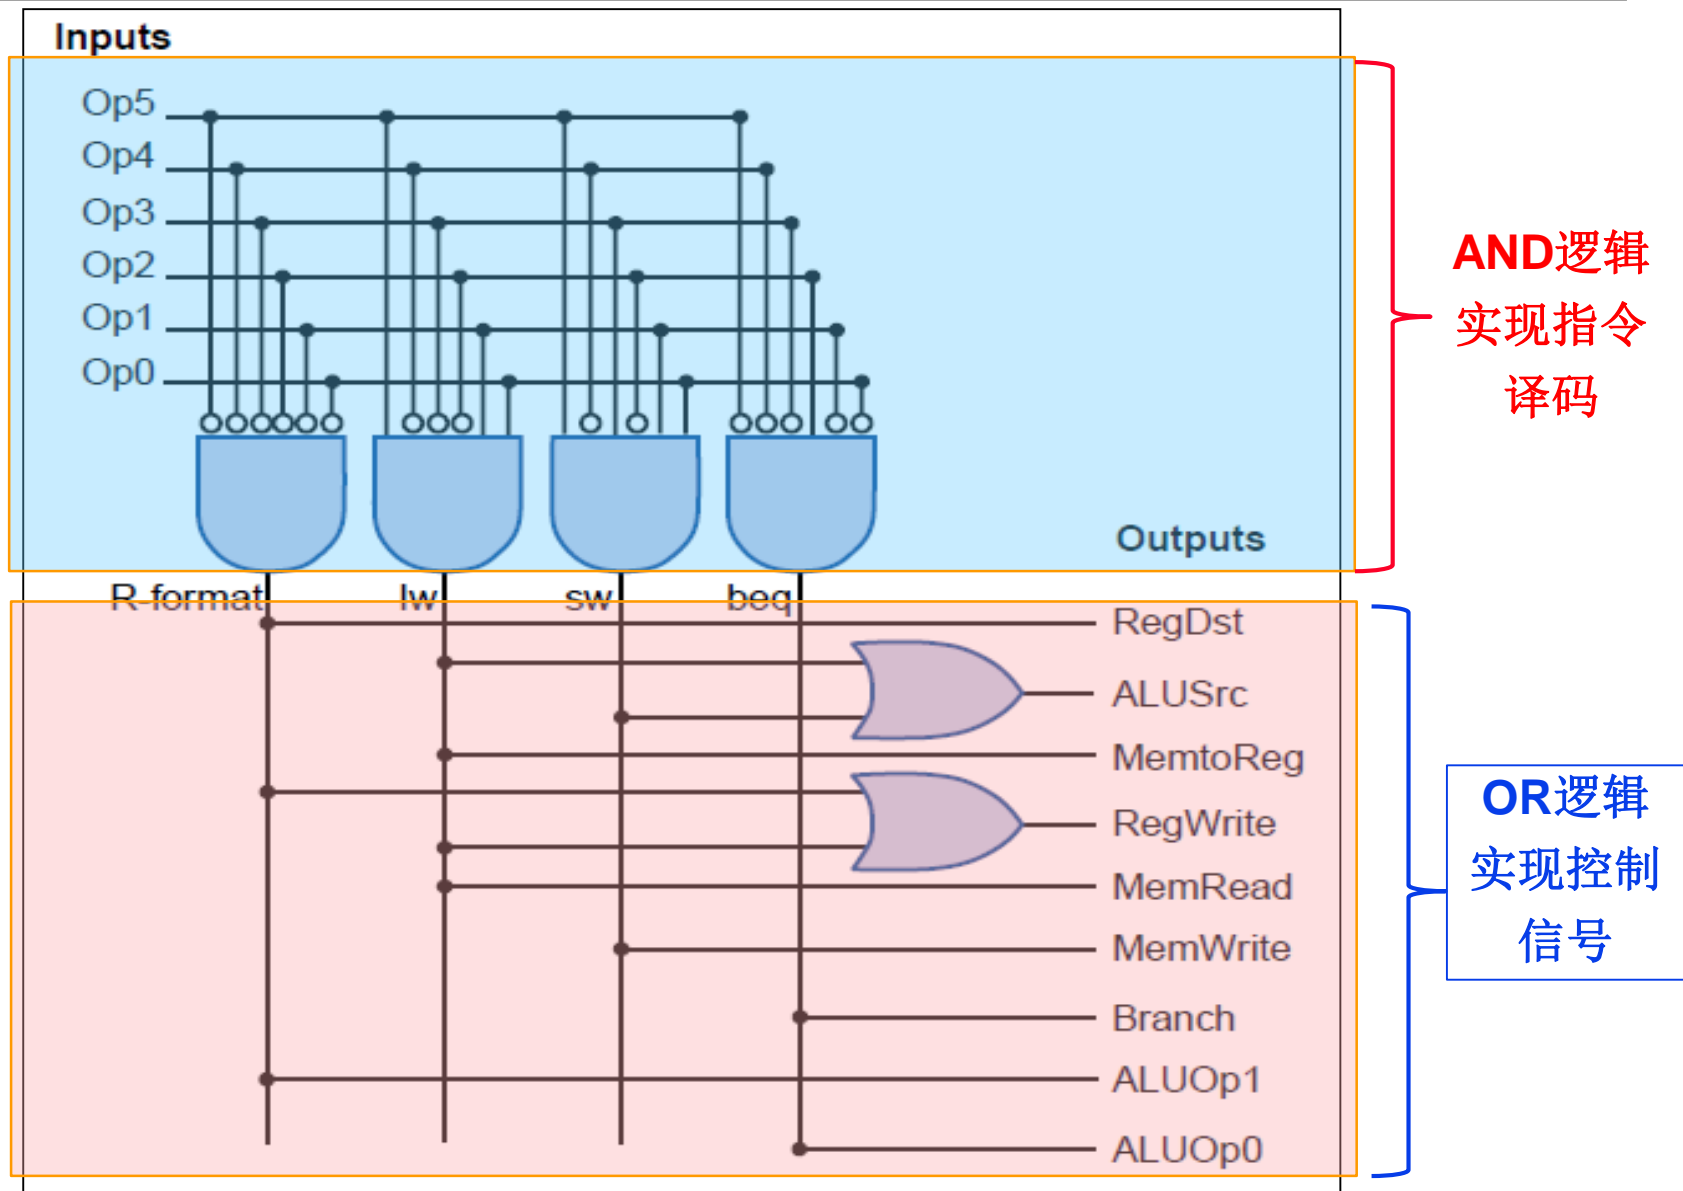 Inputs
Op5
Op4
Op3
Op2
Op1
Op0
AND逻辑
实现指令
译码
Outputs
R-format
lw
sw
beq
RegDst
ALUSrc
MemtoReg
RegWrite
MemRead
MemWrite
Branch
ALUOp1
ALUOp0
OR逻辑
实现控制
信号